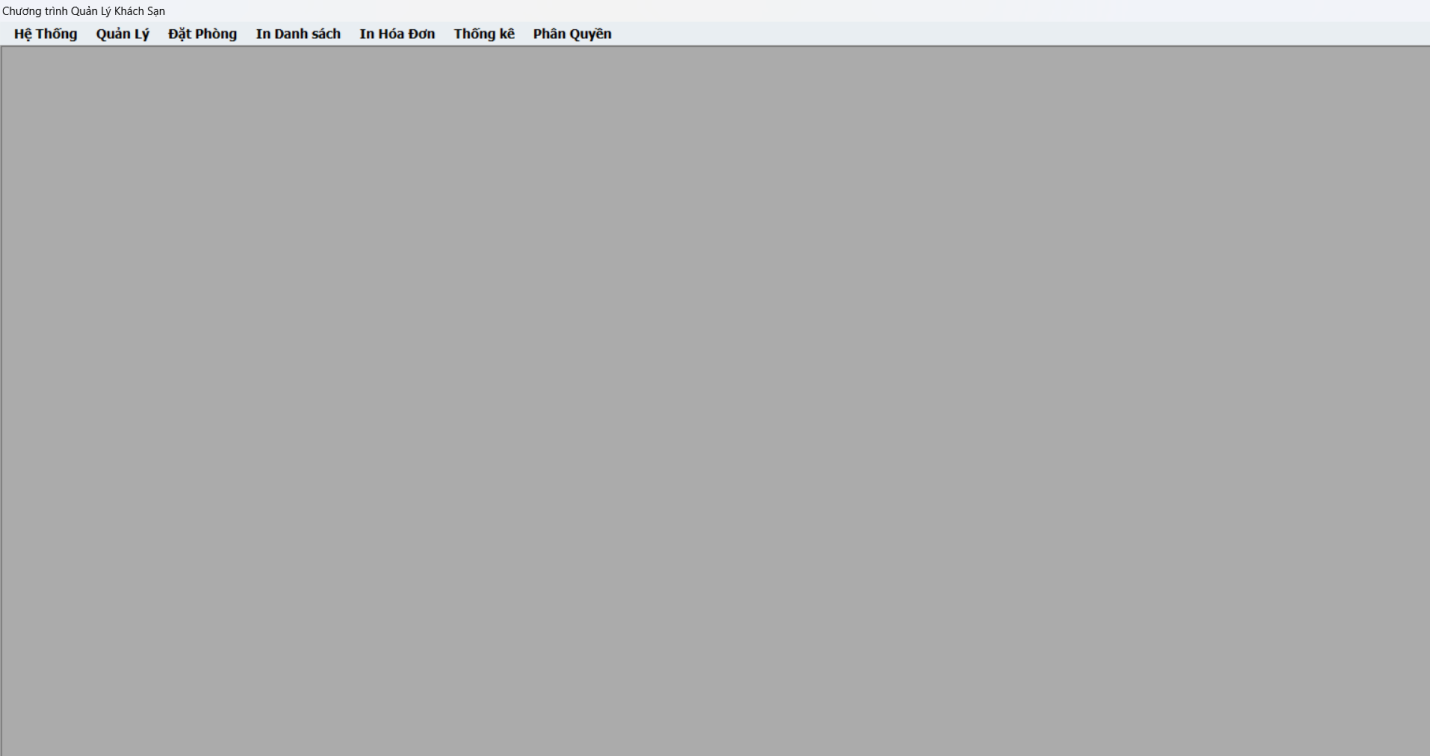 Chương trình Quản Lý Khách Sạn
Hệ Thống Quản Lý Đặt Phòng In Danh sách In Hóa Đơn Thống kê Phân Quyền